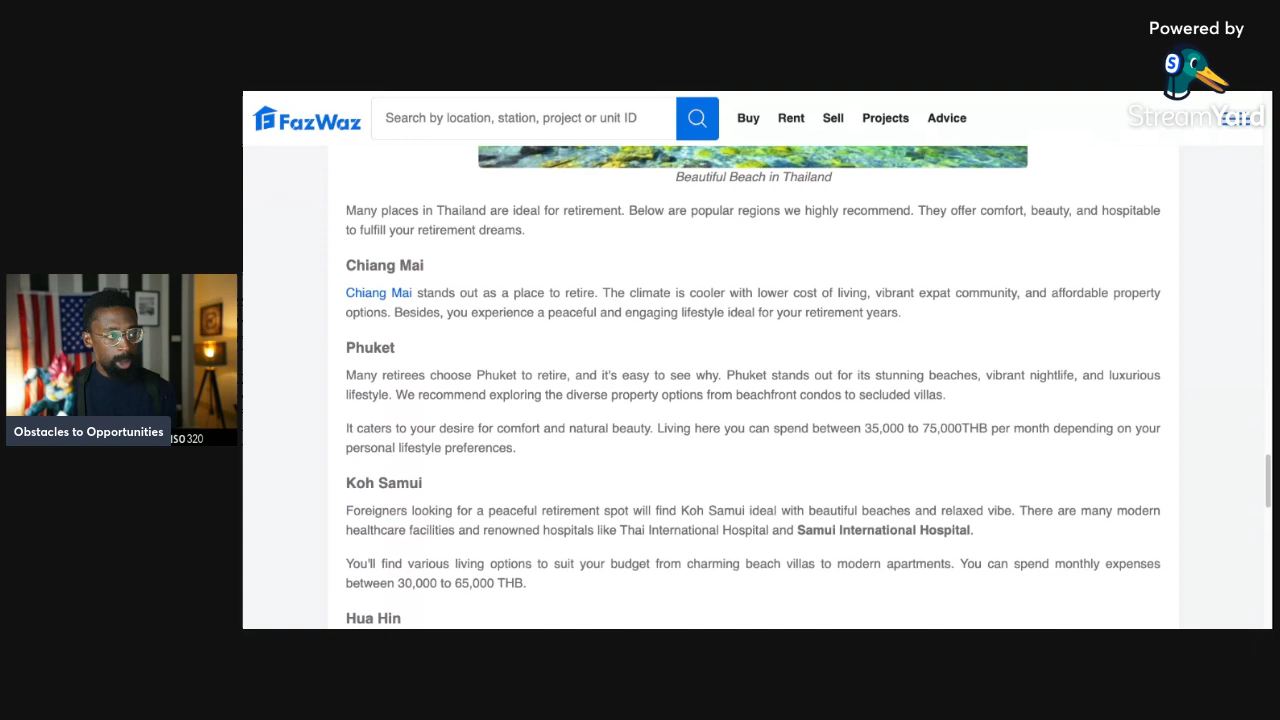 Powered by
StreamYard
FazWaz
Search by location, station, project or unit ID
Buy
Rent
Sell
Projects
Advice
Beautiful Beach in Thailand
Many places in Thailand are ideal for retirement. Below are popular regions we highly recommend. They offer comfort, beauty, and hospitable
to fulfill your retirement dreams.
Chiang Mai
Chiang Mai stands out as a place to retire. The climate is cooler with lower cost of living, vibrant expat community, and affordable property
options. Besides, you experience a peaceful and engaging lifestyle ideal for your retirement years.
Phuket
Many retirees choose Phuket to retire, and it's easy to see why. Phuket stands out for its stunning beaches, vibrant nightlife, and luxurious
lifestyle. We recommend exploring the diverse property options from beachfront condos to secluded villas.
It caters to your desire for comfort and natural beauty. Living here you can spend between 35,000 to 75,000THB per month depending on your
personal lifestyle preferences.
Koh Samui
Foreigners looking for a peaceful retirement spot will find Koh Samui ideal with beautiful beaches and relaxed vibe. There are many modern
healthcare facilities and renowned hospitals like Thai International Hospital and Samui International Hospital.
You'll find various living options to suit your budget from charming beach villas to modern apartments. You can spend monthly expenses
between 30,000 to 65,000 THB.
Hua Hin
Obstacles to Opportunities
ISO 320